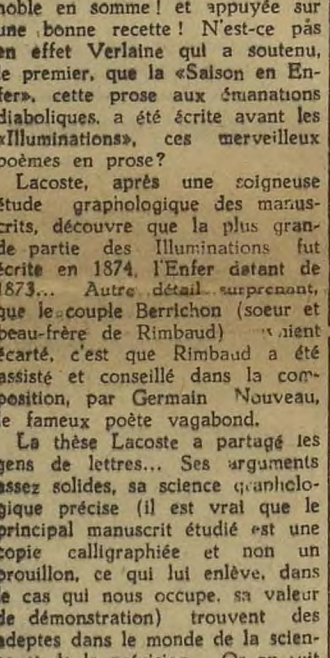 noble en somme ! et appuyée sur
une bonne recette ! N'est-ce pas
en effet Verlaine qui a soutenu,
le premier, que la «Saison en En-
fer», cette prose aux émanations
diaboliques, a été écrite avant les
«Illuminations», ces merveilleux
poèmes en prose?
Lacoste, après une soigneuse
étude graphologique des manus-
crits, découvre que la plus gran-
de partie des Illuminations fut
écrite en 1874, l'Enfer datant de
1873... Autre détail surprenant,
que le couple Berrichon (soeur et
beau-frère de Rimbaud)
écarté, c'est que Rimbaud a été
assisté et conseillé dans la com-
position, par Germain Nouveau,
le fameux poète vagabond.
La thèse Lacoste a partagé les
gens de lettres... Ses arguments
assez solides, sa science grapholo-
gique précise (il est vrai que le
principal manuscrit étudié est une
copie calligraphiée et non un
brouillon, ce qui lui enlève, dans
le cas qui nous occupe, sa valeur
de démonstration) trouvent des
adeptes dans le monde de la scien-